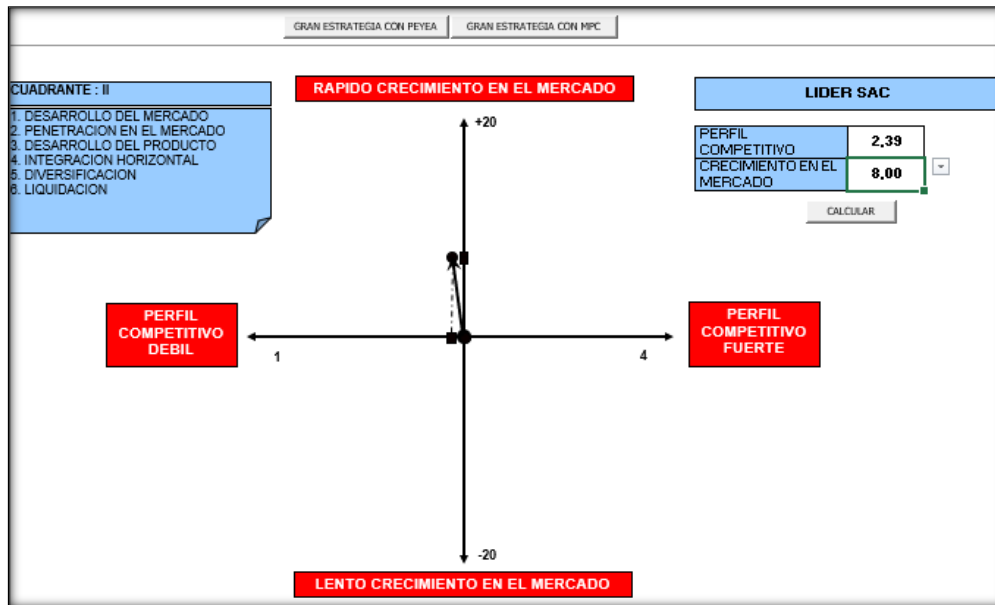 GRAN ESTRATEGIA CON PEYEA
GRAN ESTRATEGIA CON MPC
CUADRANTE : II
1. DESARROLLO DEL MERCADO
2. PENETRACION EN EL MERCADO
3. DESARROLLO DEL PRODUCTO
4. INTEGRACION HORIZONTAL
5. DIVERSIFICACION
6. LIQUIDACION
RAPIDO CRECIMIENTO EN EL MERCADO
+20
LIDER SAC
PERFIL
COMPETITIVO
2,39
CRECIMIENTO EN EL
MERCADO
8,00
CALCULAR
PERFIL
COMPETITIVO
DEBIL
1
4
PERFIL
COMPETITIVO
FUERTE
-20
LENTO CRECIMIENTO EN EL MERCADO